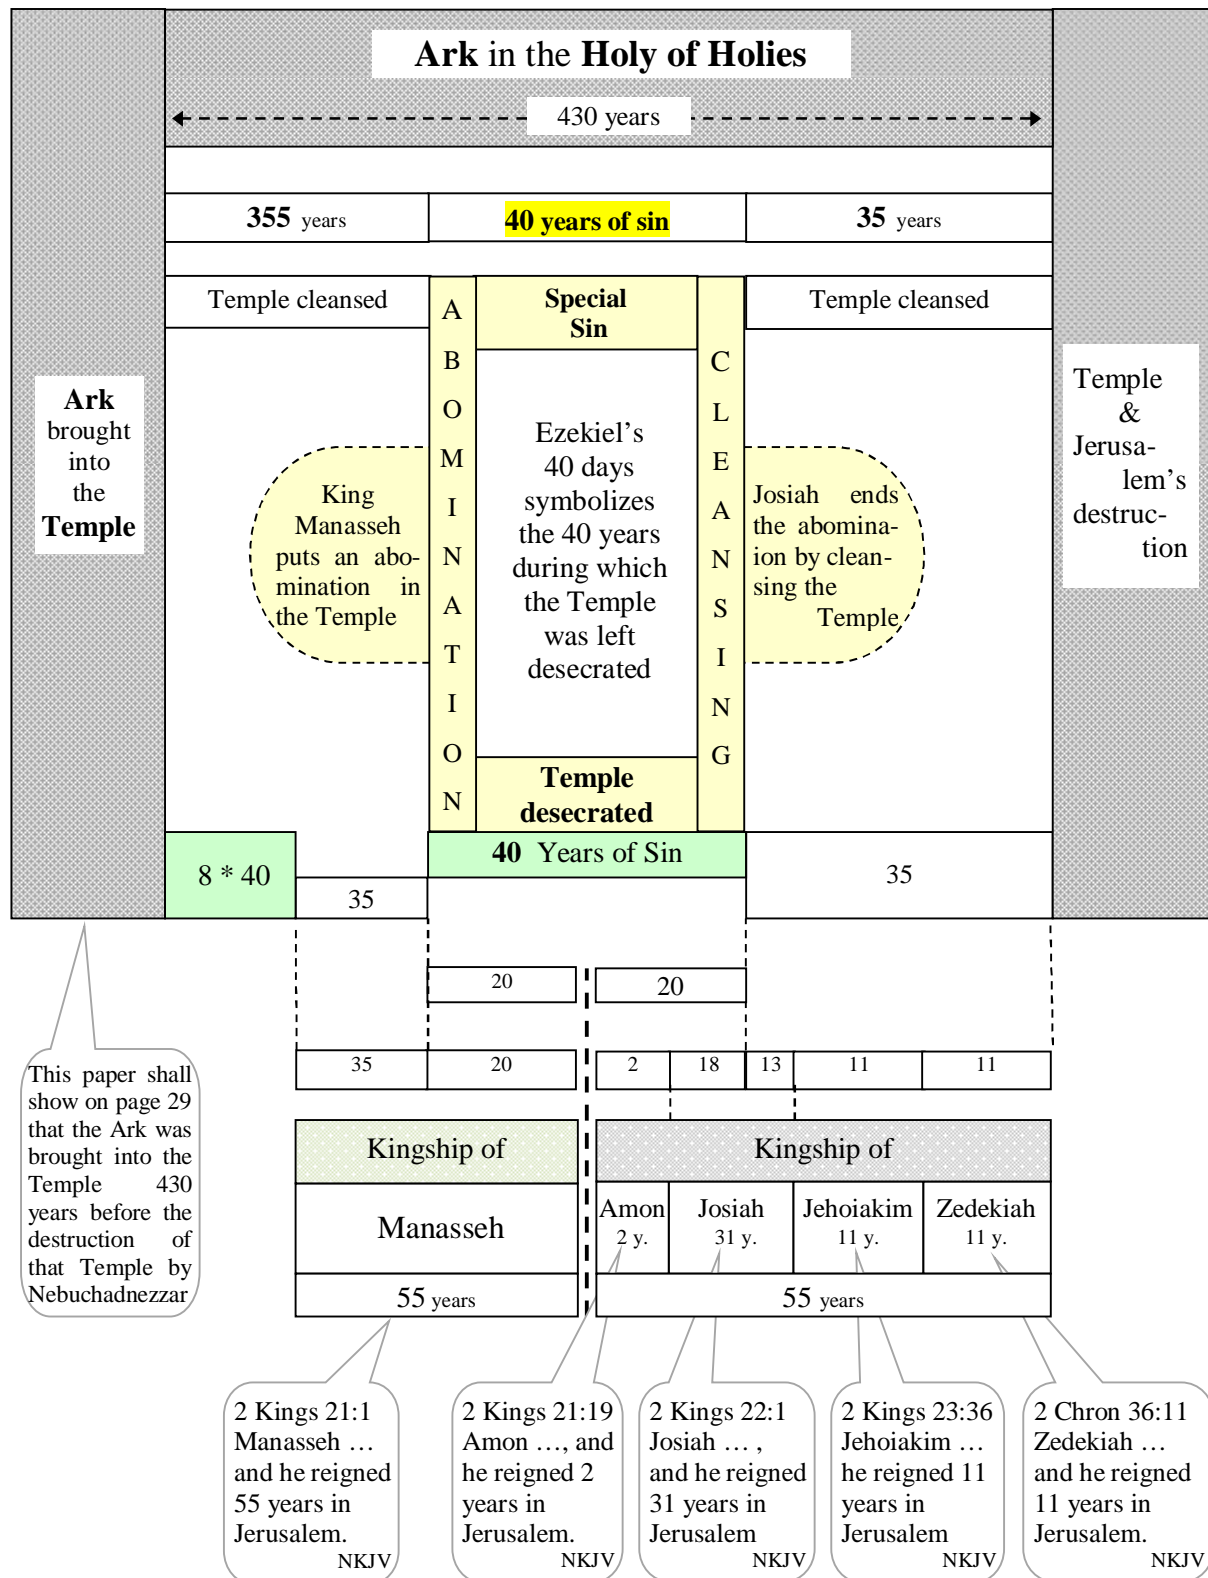 Ark in the Holy of Holies
430 years
355 years
40 years of sin
35 years
Temple cleansed
Special
Sin
Temple cleansed
A
B
O
M
I
N
A
T
I
O
N
C
L
E
A
N
S
I
N
G
Ark
brought
into
the
Temple
King
Manasseh
puts an abo-
mination in
the Temple
Ezekiel's
40 days
symbolizes
the 40 years
during which
the Temple
was left
desecrated
Josiah ends
the abomina-
ion by clean-
sing the
Temple
Temple
&
Jerusa-
lem's
destruc-
tion
Temple
desecrated
8 * 40
35
40 Years of Sin
35
20
20
35
20
2
18
13
11
11
This paper shall
show on page 29
that the Ark was
brought into the
Temple 430
years before the
destruction of
that Temple by
Nebuchadnezzar
Kingship of
Kingship of
Manasseh
Amon
2 y.
Josiah
31 y.
Jehoiakim
11 y.
Zedekiah
11 y.
55 years
55 years
2 Kings 21:1
Manasseh …
and he reigned
55 years in
Jerusalem.
NKJV
2 Kings 21:19
Amon …, and
he reigned 2
years in
Jerusalem.
NKJV
2 Kings 22:1
Josiah … ,
and he reigned
31 years in
Jerusalem
NKJV
2 Kings 23:36
Jehoiakim …
he reigned 11
years in
Jerusalem
NKJV
2 Chron 36:11
Zedekiah …
and he reigned
11 years in
Jerusalem.
NKJV